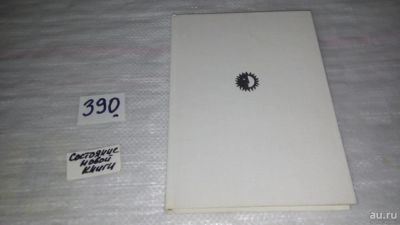 390
Состояние
новой
книги
au.ru